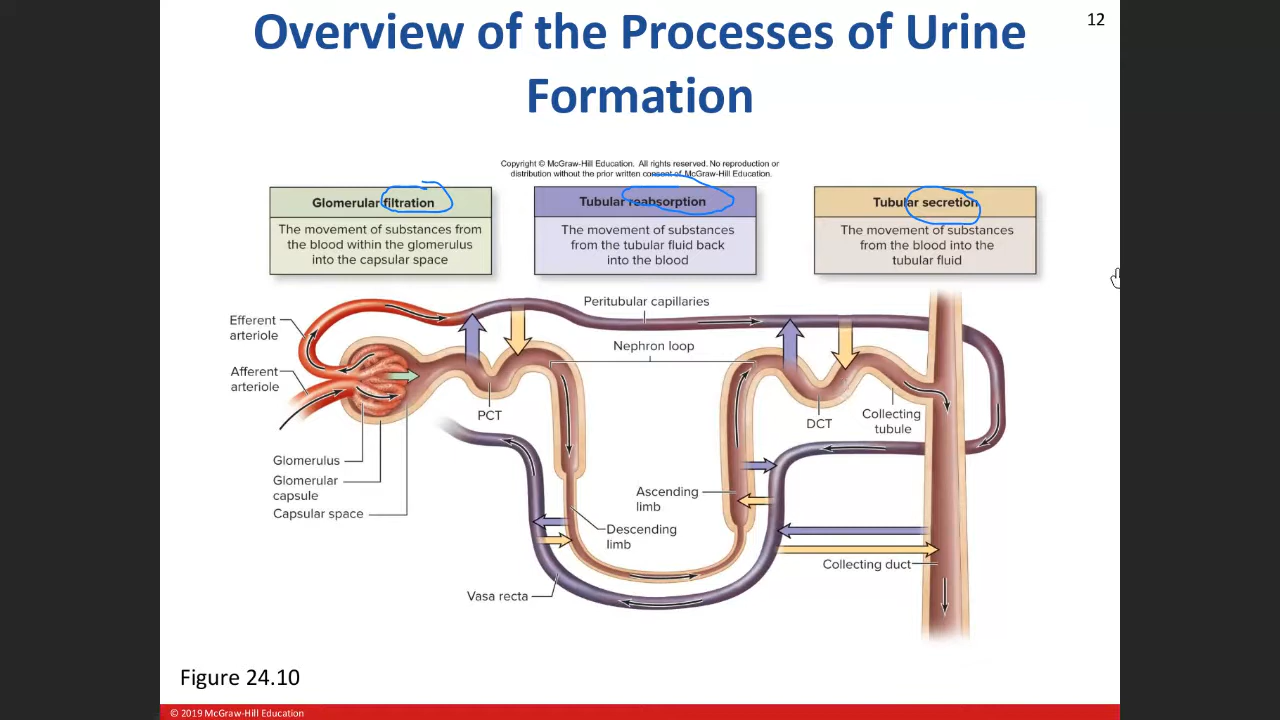 Overview of the Processes of Urine
Formation
12
Copyright © McGraw-Hill Education. All rights reserved. No reproduction or
distribution without the prior written consent of McGraw-Hill Education.
Glomerular filtration
The movement of substances from
the blood within the glomerulus
into the capsular space
Tubular reabsorption
The movement of substances
from the tubular fluid back
into the blood
Tubular secretion
The movement of substances
from the blood into the
tubular fluid
Efferent
arteriole
Afferent
arteriole
Peritubular capillaries
Nephron loop
PCT
DCT
Collecting
tubule
Glomerulus
Glomerular
capsule
Capsular space
Ascending
limb
Descending
limb
Collecting duct
Vasa recta
Figure 24.10
© 2019 McGraw-Hill Education